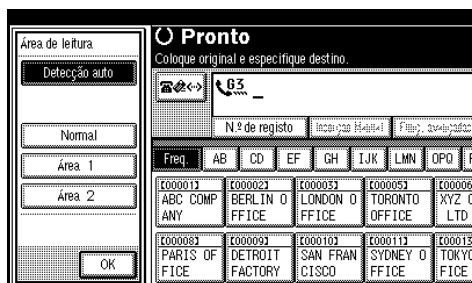 Área de leitura
Detecção auto
Normal
Área 1
Área 2
OK
Pronto
Coloque original e especifique destino.
G3 _
N.º de registo
Freq. AB CD EF GH IJK LMN OPQ
[00001] [00002] [00003] [00005] [00006
ABC COMP BERLIN O LONDON O TORONTO XYZ
ANY FFICE FFICE OFFICE LTD
[00008] [00009] [00010] [00011] [00013
PARIS OF DETROIT SAN FRAN SYDNEY O TOKYO
FICE FACTORY CISCO FFICE FICE